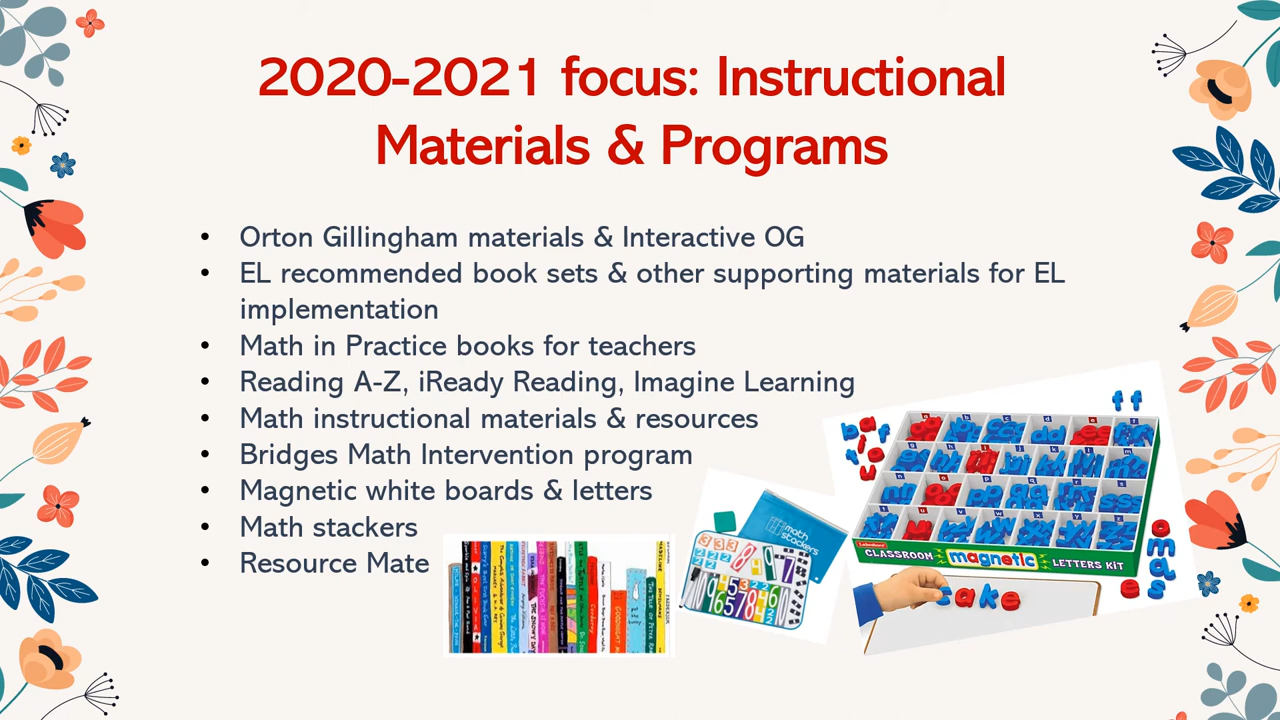 2020-2021 focus: Instructional
Materials & Programs
• Orton Gillingham materials & Interactive OG
• EL recommended book sets & other supporting materials for EL
implementation
• Math in Practice books for teachers
• Reading A-Z, iReady Reading, Imagine Learning
• Math instructional materials & resources
• Bridges Math Intervention program
• Magnetic white boards & letters
• Math stackers
• Resource Mate
math
stackers
Lakeshore
CLASSROOM magnetic LETTERS KIT